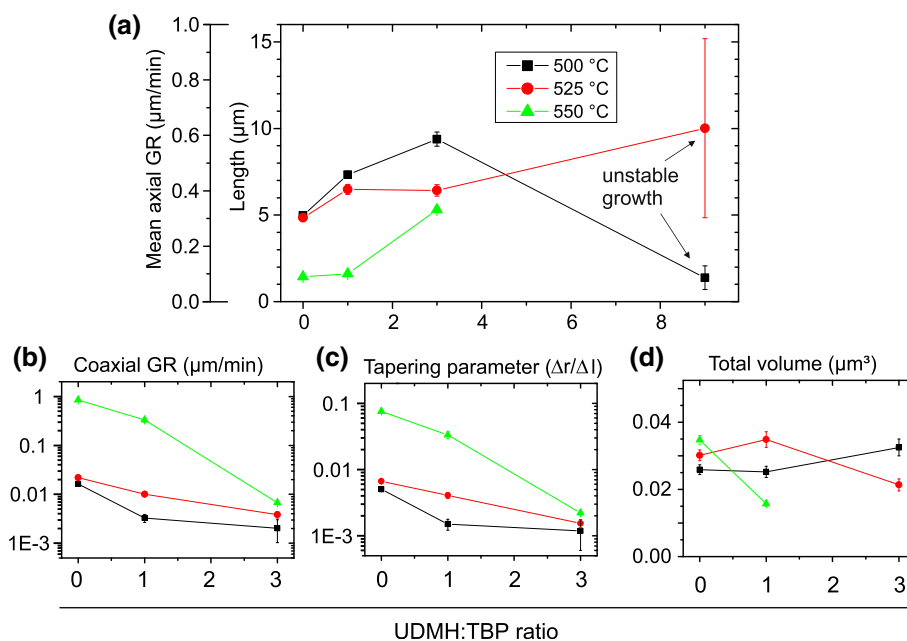 (a)
Mean axial GR (µm/min)
1.0
0.8
0.6
0.4
0.2
0.0
Length (µm)
15
10
5
0
500 °C
525 °C
550 °C
unstable
growth
0 2 4 6 8
(b) Coaxial GR (µm/min)
1
0.1
0.01
1E-3
0 1 2 3
(c) Tapering parameter (Δr/Δl)
0.1
0.01
1E-3
0 1 2 3
(d) Total volume (µm³)
0.04
0.02
0.00
0 1 2 3
UDMH:TBP ratio